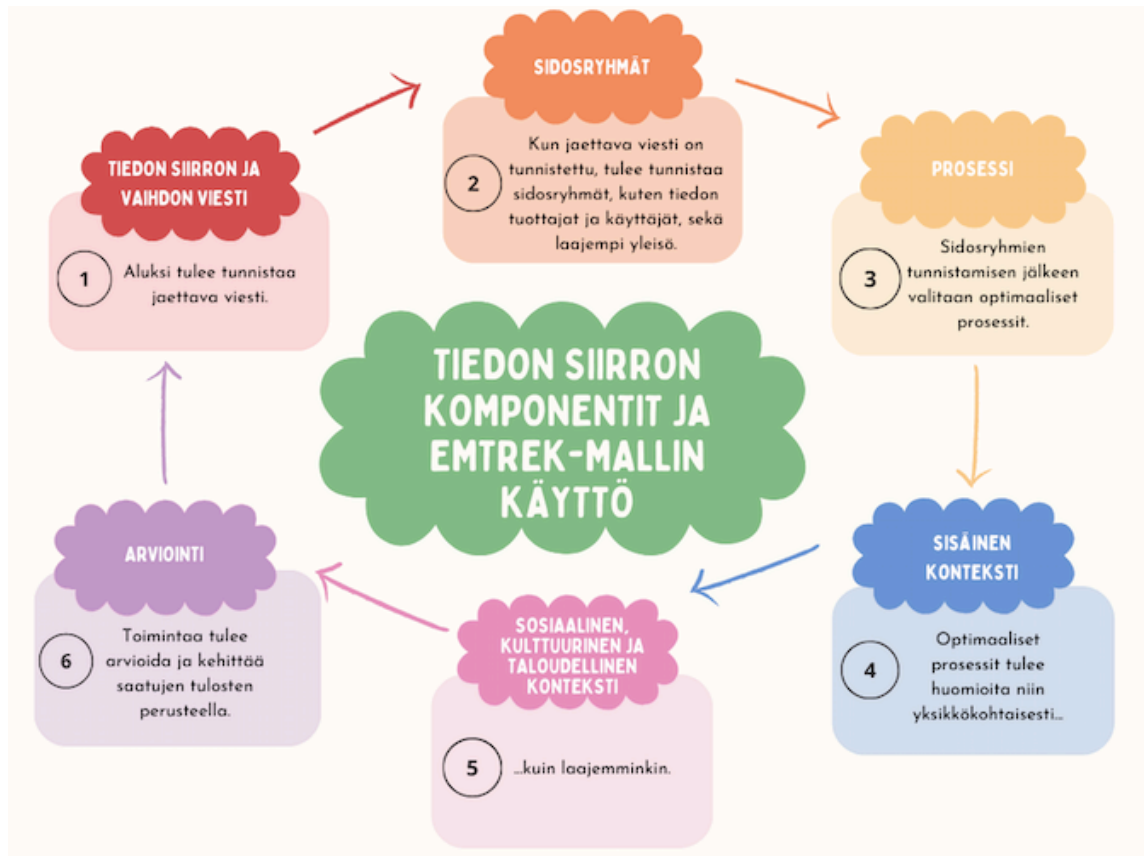 TIEDON SIIRRON
KOMPONENTIT JA
EMTREK-MALLIN
KÄYTTÖ
TIEDON SIIRRON JA
VAIHDON VIESTI
1
Aluksi tulee tunnistaa
jaettava viesti.
SIDOSRYHMÄT
2
Kun jaettava viesti on
tunnistettu, tulee tunnistaa
sidosryhmät, kuten tiedon
tuottajat ja käyttäjät, sekä
laajempi yleisö.
PROSESSI
3
Sidosryhmien
tunnistamisen jälkeen
valitaan optimaaliset
prosessit.
SISÄINEN
KONTEKSTI
4
Optimaaliset
prosessit tulee
huomioita niin
yksikkökohtaisesti...
SOSIAALINEN,
KULTTUURINEN JA
TALOUDELLINEN
KONTEKSTI
5
...kuin laajemminkin.
ARVIOINTI
6
Toimintaa tulee
arvioida ja kehittää
saatujen tulosten
perusteella.